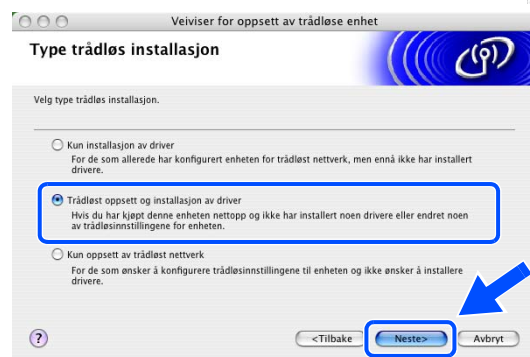 Veiviser for oppsett av trådløse enhet
Type trådløs installasjon
Velg type trådløs installasjon.
Kun installasjon av driver
For de som allerede har konfigurert enheten for trådløst nettverk, men ennå ikke har installert
drivere.
Trådløst oppsett og installasjon av driver
Hvis du har kjøpt denne enheten nettopp og ikke har installert noen drivere eller endret noen
av trådløsinnstillingene for enheten.
Kun oppsett av trådløst nettverk
For de som ønsker å konfigurere trådløsinnstillingene til enheten og ikke ønsker å installere
drivere.
? <Tilbake Neste> Avbryt